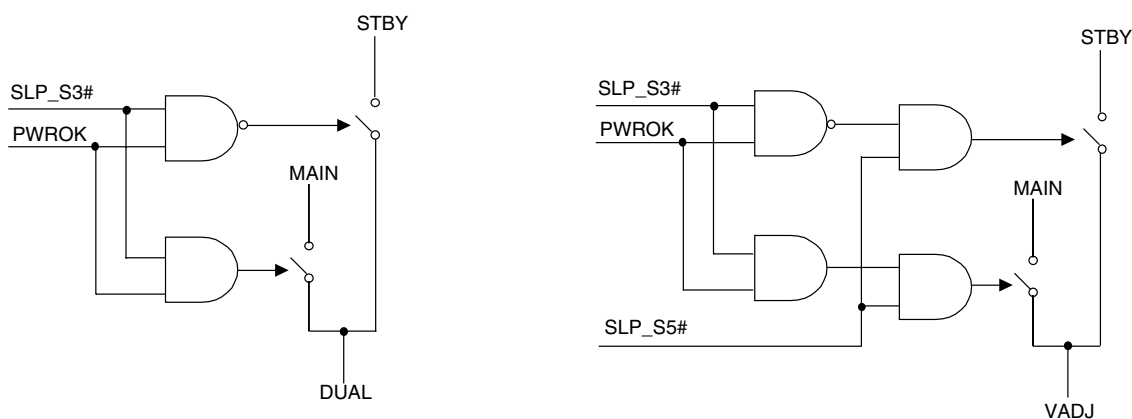 STBY
SLP_S3#
PWROK
MAIN
DUAL
STBY
SLP_S3#
PWROK
MAIN
SLP_S5#
VADJ